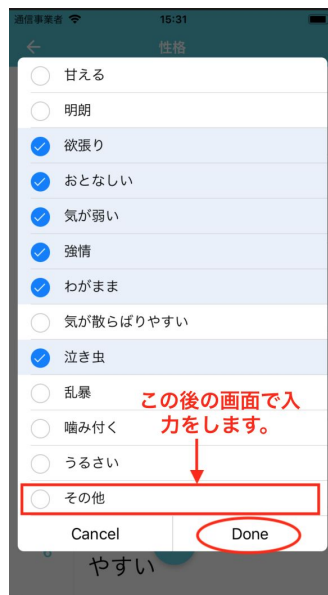 通信事業者 15:31
性格
甘える
明朗
欲張り
おとなしい
気が弱い
強情
わがまま
気が散らばりやすい
泣き虫
乱暴
噛み付く
うるさい
この後の画面で入
力をします。
その他
Cancel Done
やすい